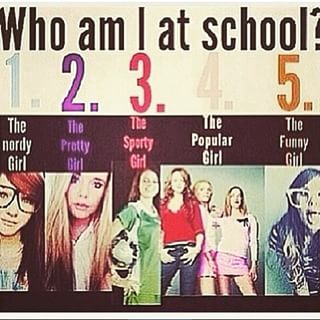 Who am I at school?
1. 2. 3. 4. 5.
The nordy Girl
The Pretty Girl
The Sporty Girl
The Popular Girl
The Funny Girl